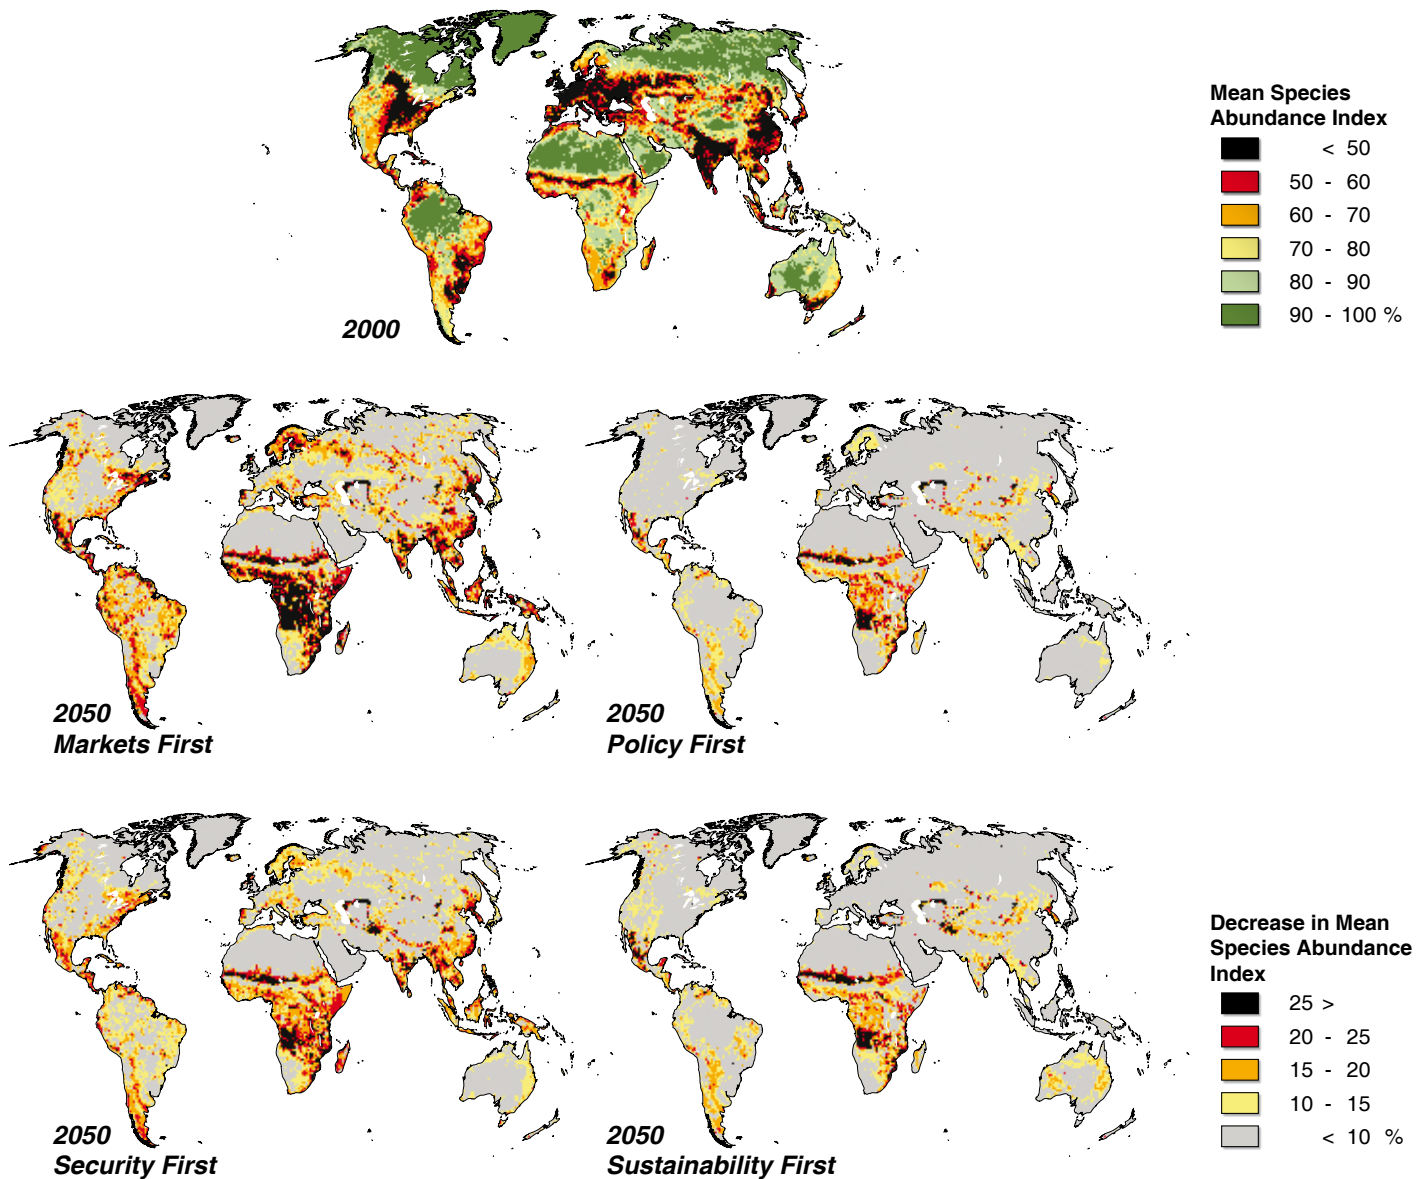 Mean Species
Abundance Index
< 50
50 - 60
60 - 70
70 - 80
80 - 90
90 - 100 %
2000
2050
Markets First
2050
Policy First
2050
Security First
2050
Sustainability First
Decrease in Mean
Species Abundance
Index
25 >
20 - 25
15 - 20
10 - 15
< 10 %